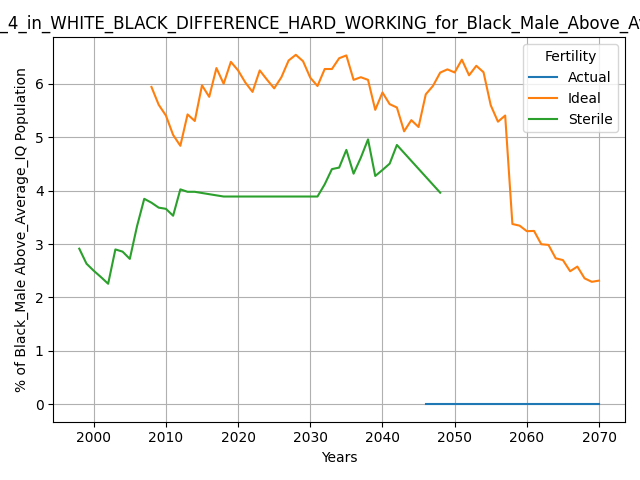 _4_in_WHITE_BLACK_DIFFERENCE_HARD_WORKING_for_Black_Male_Above_A
Fertility
Actual
Ideal
Sterile
% of Black_Male Above_Average_IQ Population
6
5
4
3
2
1
0
2000 2010 2020 2030 2040 2050 2060 2070
Years